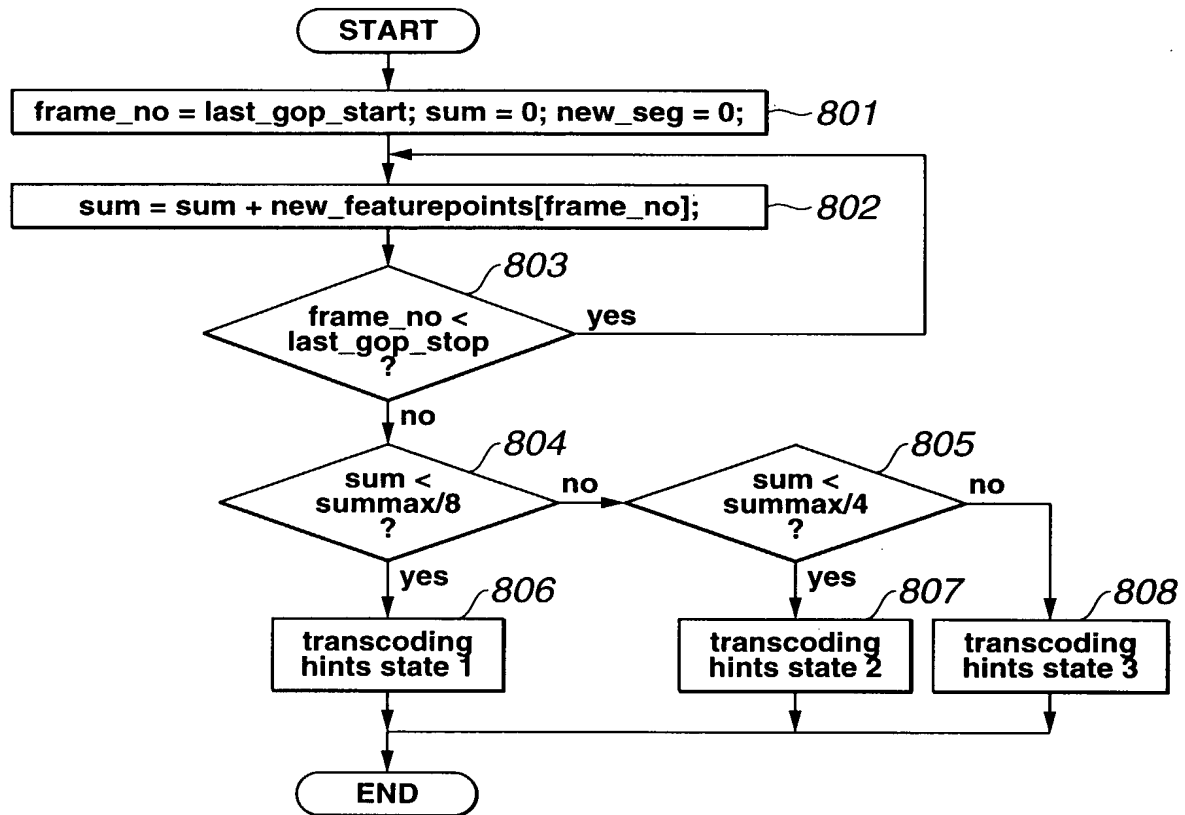 START
frame_no = last_gop_start; sum = 0; new_seg = 0;
801
sum = sum + new_featurepoints[frame_no];
802
803
frame_no <
last_gop_stop
?
yes
no
804
sum <
summax/8
?
no
805
sum <
summax/4
?
no
yes
806
yes
807
808
transcoding
hints state 1
transcoding
hints state 2
transcoding
hints state 3
END